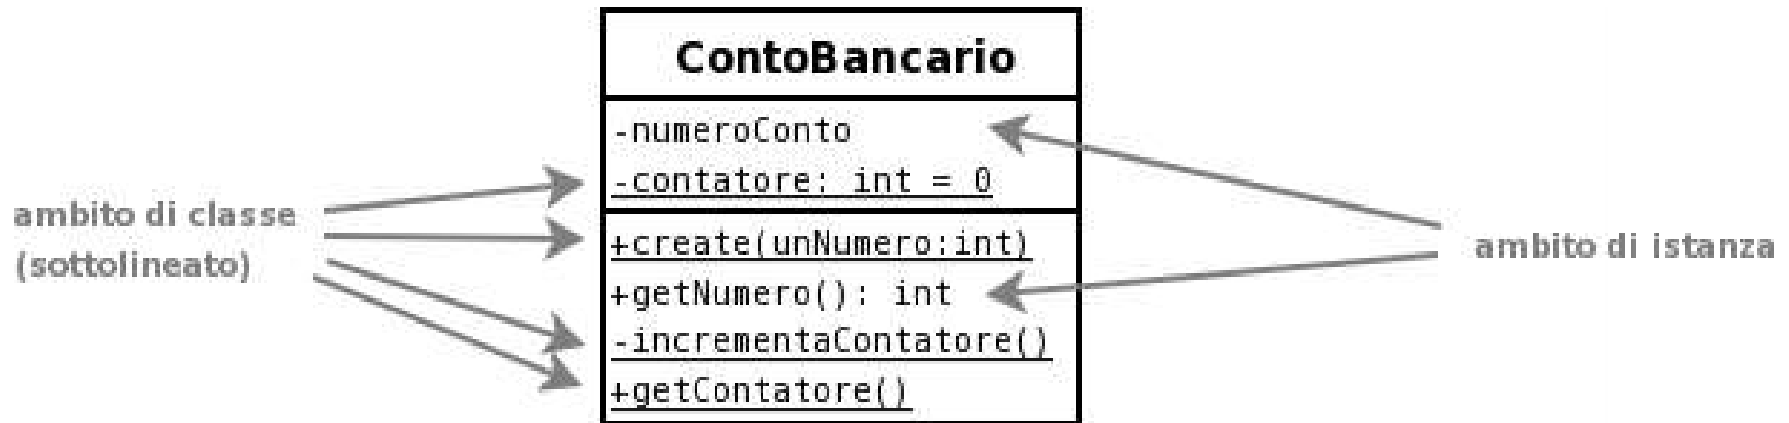 ContoBancario
-numeroConto
-contatore: int = 0
+create(unNumero:int)
+getNumero(): int
-incrementaContatore()
+getContatore()
ambito di classe
(sottolineato)
ambito di istanza